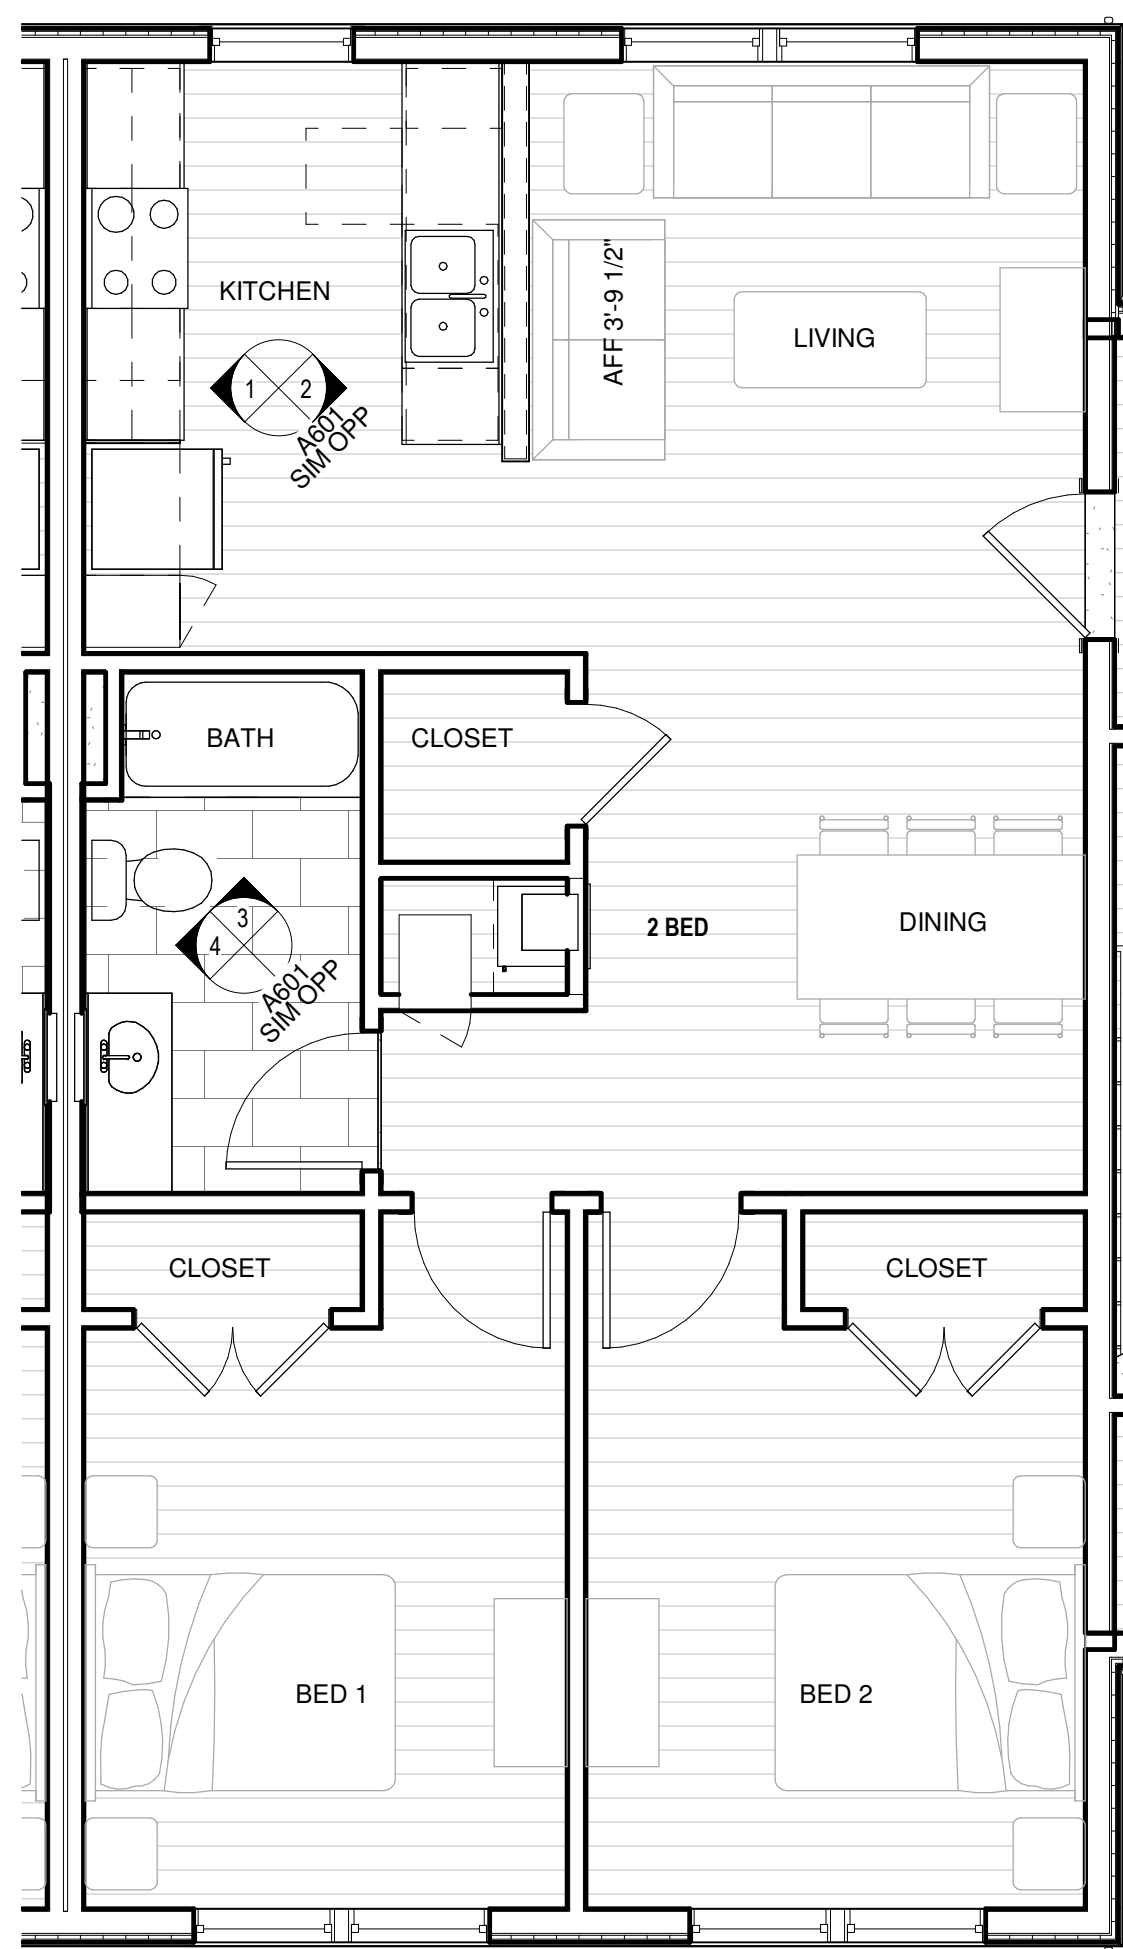 KITCHEN
AFF 3'-9 1/2"
LIVING
1
2
A601
SIM OPP
BATH
CLOSET
3
4
A601
SIM OPP
2 BED
DINING
CLOSET
CLOSET
BED 1
BED 2